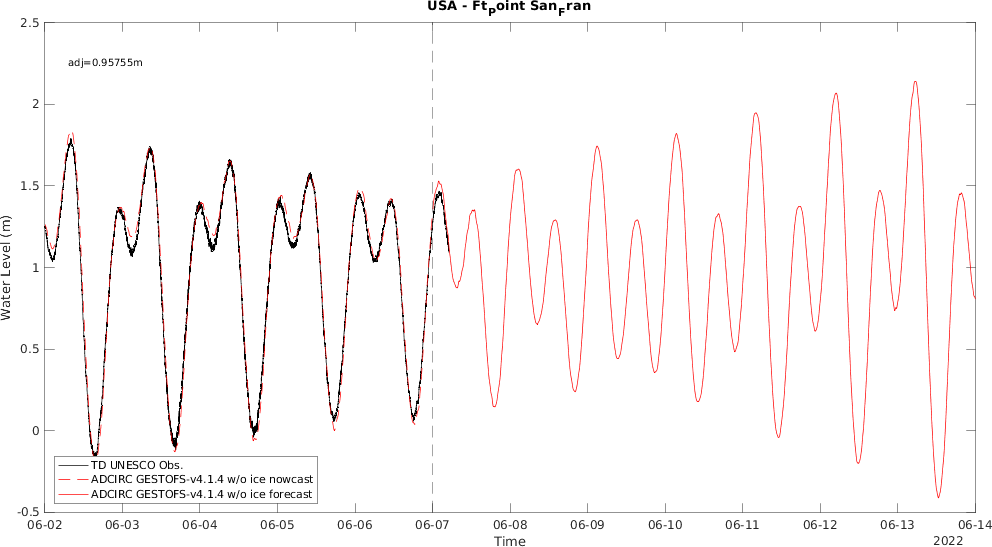 USA - FtPoint SanFran
adj=0.95755m
2.5
2
1.5
1
0.5
0
-0.5
Water Level (m)
TD UNESCO Obs.
ADCIRC GESTOFS-v4.1.4 w/o ice nowcast
ADCIRC GESTOFS-v4.1.4 w/o ice forecast
06-02 06-03 06-04 06-05 06-06 06-07 06-08 06-09 06-10 06-11 06-12 06-13 06-14
Time
2022